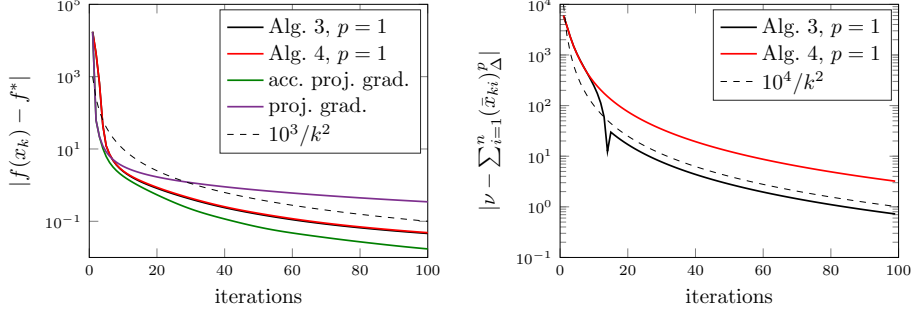 10^5
10^3
10^1
10^−1
|f(x_k) − f*|
0 20 40 60 80 100
iterations
Alg. 3, p = 1
Alg. 4, p = 1
acc. proj. grad.
proj. grad.
10^3/k^2
10^4
10^3
10^2
10^1
10^0
10^−1
|ν − ∑_{i=1}^n (x̄_{ki})_Δ^p|
0 20 40 60 80 100
iterations
Alg. 3, p = 1
Alg. 4, p = 1
10^4/k^2